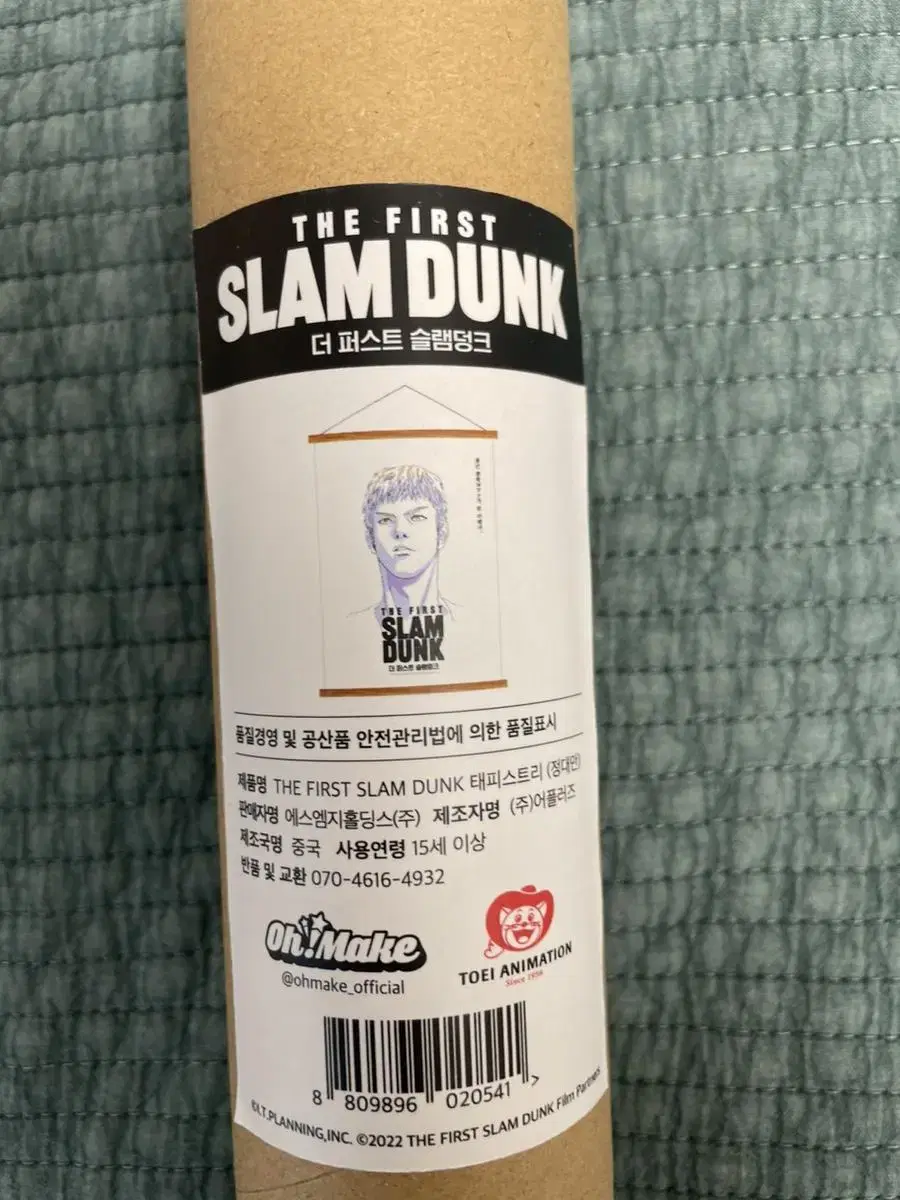 THE FIRST
SLAM DUNK
더 퍼스트 슬램덩크
THE FIRST
SLAM
DUNK
더 퍼스트 슬램덩크
품질경영 및 공산품 안전관리법에 의한 품질표시
제품명 THE FIRST SLAM DUNK 태피스트리 (정대만)
판매자명 에스엠지홀딩스(주) 제조자명 (주)어플러즈
제조국명 중국 사용연령 15세 이상
반품 및 교환 070-4616-4932
Oh!Make
@ohmake_official
TOEI ANIMATION
Since 1956
8 809896 020541 >
©I.T.PLANNING,INC. ©2022 THE FIRST SLAM DUNK Film Partners